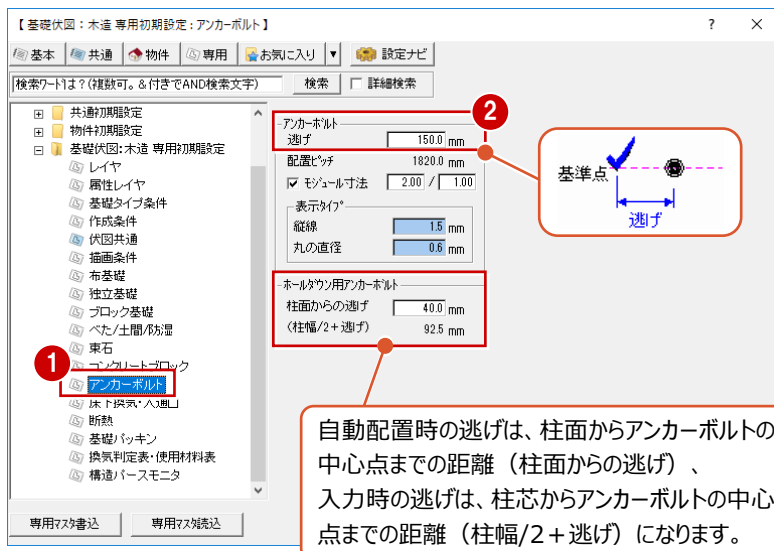 【 基礎伏図：木造 専用初期設定 : アンカーボルト 】
? ×
基本 共通 物件 専用 お気に入り ▼ 設定ナビ
検索ワードは？(複数可。＆付きでAND検索文字) 検索 詳細検索
共通初期設定
物件初期設定
基礎伏図:木造 専用初期設定
レイヤ
属性レイヤ
基礎タイプ条件
作成条件
伏図共通
描画条件
布基礎
独立基礎
ブロック基礎
べた/土間/防湿
束石
コンクリートブロック
1
アンカーボルト
床下換気・人通口
断熱
基礎パッキン
換気判定表・使用材料表
構造パースモニタ
専用マスタ書込 専用マスタ読込
2
アンカーボルト
逃げ 150.0 mm
配置ピッチ 1820.0 mm
モジュール寸法 2.00 / 1.00
表示タイプ
縦線 1.5 mm
丸の直径 0.6 mm
ホールダウン用アンカーボルト
柱面からの逃げ 40.0 mm
(柱幅/2+逃げ) 92.5 mm
基準点
逃げ
自動配置時の逃げは、柱面からアンカーボルトの
中心点までの距離（柱面からの逃げ）、
入力時の逃げは、柱芯からアンカーボルトの中心
点までの距離（柱幅/2＋逃げ）になります。